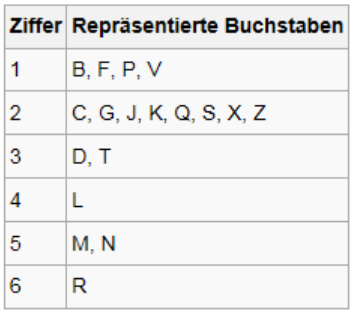 Ziffer Repräsentierte Buchstaben
1 B, F, P, V
2 C, G, J, K, Q, S, X, Z
3 D, T
4 L
5 M, N
6 R